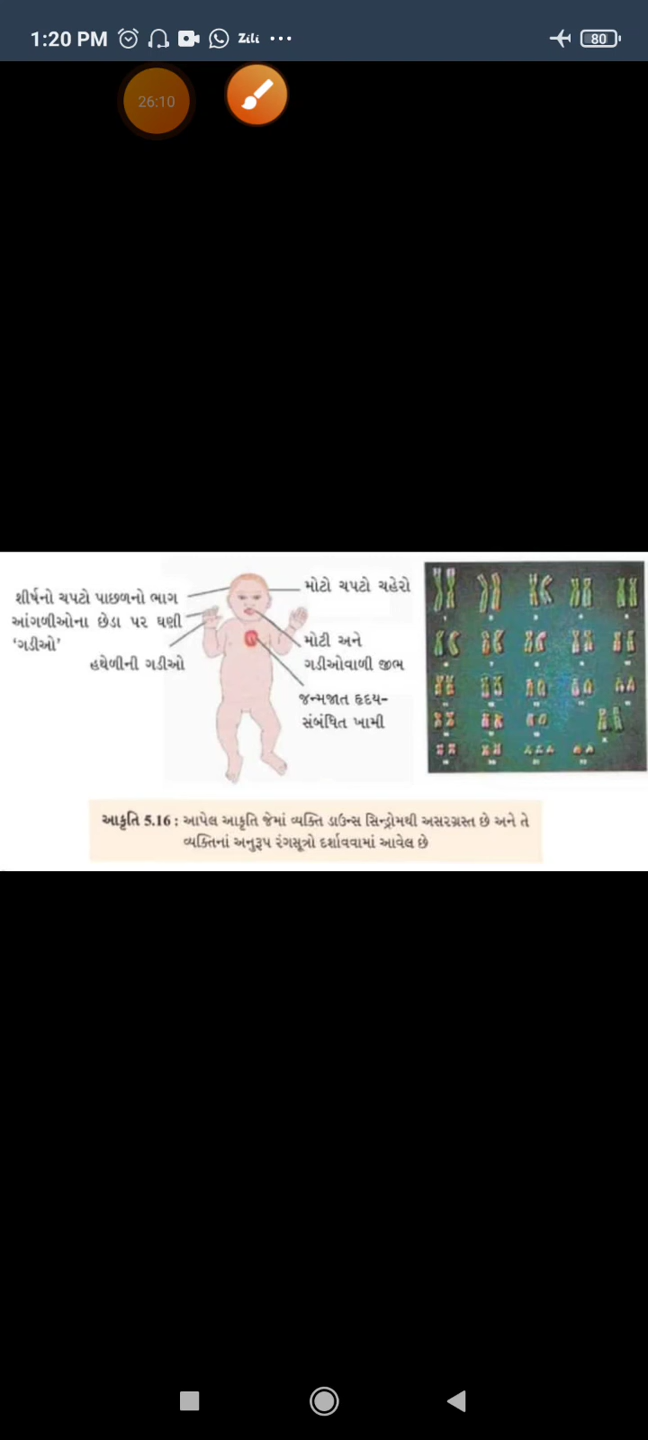 1:20 PM Zili ...
80
26:10
શીર્ષનો ચપટો પાછળનો ભાગ
આંગળીઓના છેડા પર ઘણી
‘ગડીઓ’
હથેળીની ગડીઓ
મોટો ચપટો ચહેરો
મોટી અને
ગડીઓવાળી જીભ
જન્મજાત હૃદય-
સંબંધિત ખામી
આકૃતિ 5.16 : આપેલ આકૃતિ જેમાં વ્યક્તિ ડાઉન્સ સિન્ડ્રોમથી અસરગ્રસ્ત છે અને તે
વ્યક્તિનાં અનુરૂપ રંગસૂત્રો દર્શાવવામાં આવેલ છે